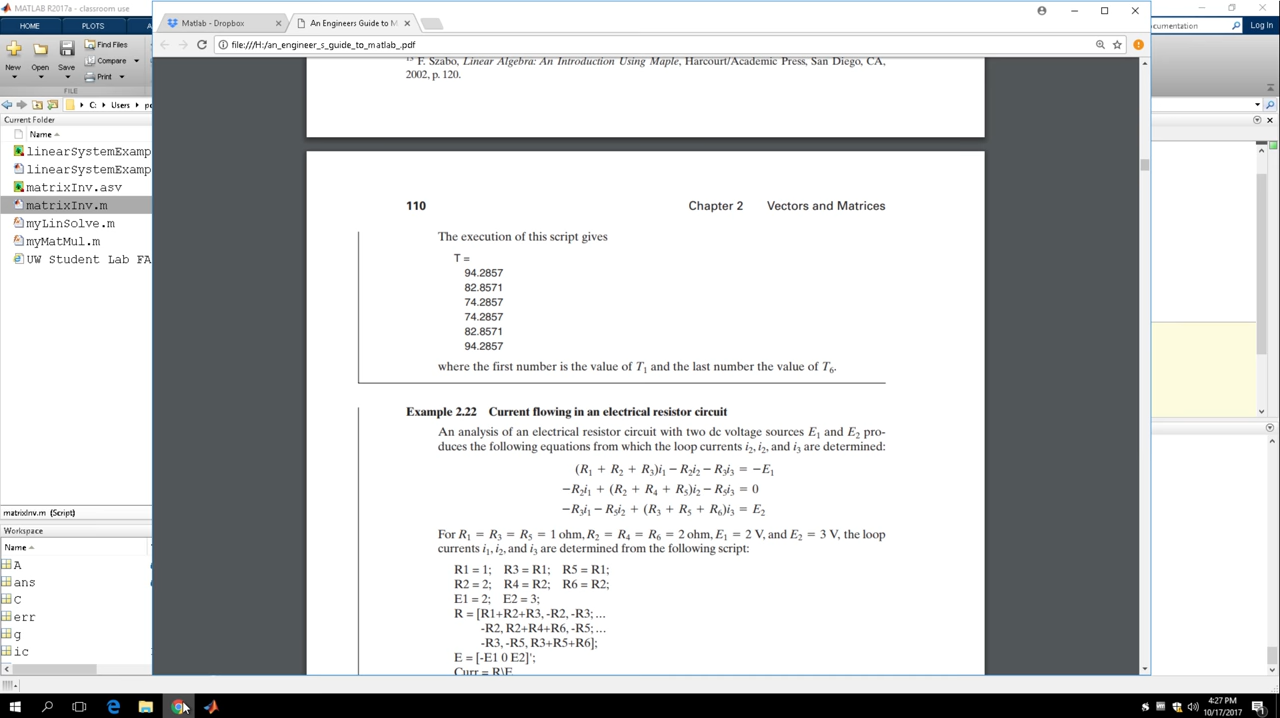 MATLAB R2017a - classroom use
HOME
PLOTS
New
Open
Save
Find Files
Compare
Print
FILE
C:
Users
Current Folder
Name
linearSystemExamp
linearSystemExamp
matrixInv.asv
matrixInv.m
myLinSolve.m
myMatMul.m
UW Student Lab FA
matrixInv.m (Script)
Workspace
Name
A
ans
C
err
g
ic
Matlab - Dropbox
An Engineers Guide to M
file:///H:/an_engineer_s_guide_to_matlab_.pdf
cumentation
Log In
F. Szabo, Linear Algebra: An Introduction Using Maple, Harcourt/Academic Press, San Diego, CA,
2002, p. 120.
110 Chapter 2 Vectors and Matrices
The execution of this script gives
T =
94.2857
82.8571
74.2857
74.2857
82.8571
94.2857
where the first number is the value of T1 and the last number the value of T6.
Example 2.22 Current flowing in an electrical resistor circuit
An analysis of an electrical resistor circuit with two dc voltage sources E1 and E2 pro-
duces the following equations from which the loop currents i2, i2, and i3 are determined:
(R1 + R2 + R3)i1 − R2i2 − R3i3 = −E1
−R2i1 + (R2 + R4 + R5)i2 − R5i3 = 0
−R3i1 − R5i2 + (R3 + R5 + R6)i3 = E2
For R1 = R3 = R5 = 1 ohm, R2 = R4 = R6 = 2 ohm, E1 = 2 V, and E2 = 3 V, the loop
currents i1, i2, and i3 are determined from the following script:
R1 = 1; R3 = R1; R5 = R1;
R2 = 2; R4 = R2; R6 = R2;
E1 = 2; E2 = 3;
R = [R1+R2+R3, -R2, -R3; ...
-R2, R2+R4+R6, -R5; ...
-R3, -R5, R3+R5+R6];
E = [-E1 0 E2]';
Curr = R\E
4:27 PM
10/17/2017